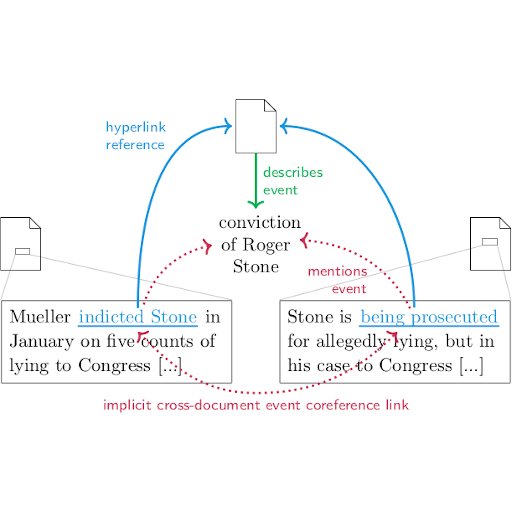 hyperlink
reference
describes
event
conviction
of Roger
Stone
mentions
event
Mueller indicted Stone in
January on five counts of
lying to Congress [...]
Stone is being prosecuted
for allegedly lying, but in
his case to Congress [...]
implicit cross-document event coreference link